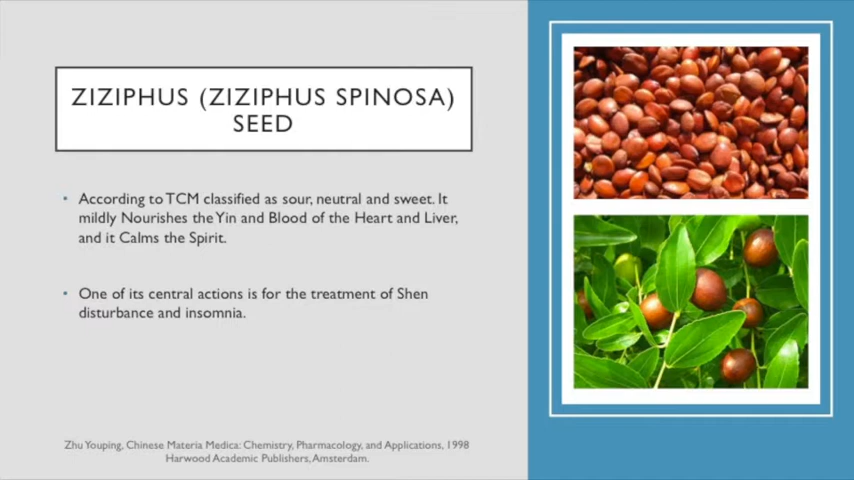 ZIZIPHUS (ZIZIPHUS SPINOSA)
SEED
• According to TCM classified as sour, neutral and sweet. It
mildly Nourishes the Yin and Blood of the Heart and Liver,
and it Calms the Spirit.
• One of its central actions is for the treatment of Shen
disturbance and insomnia.
Zhu Youping, Chinese Materia Medica: Chemistry, Pharmacology, and Applications, 1998
Harwood Academic Publishers, Amsterdam.